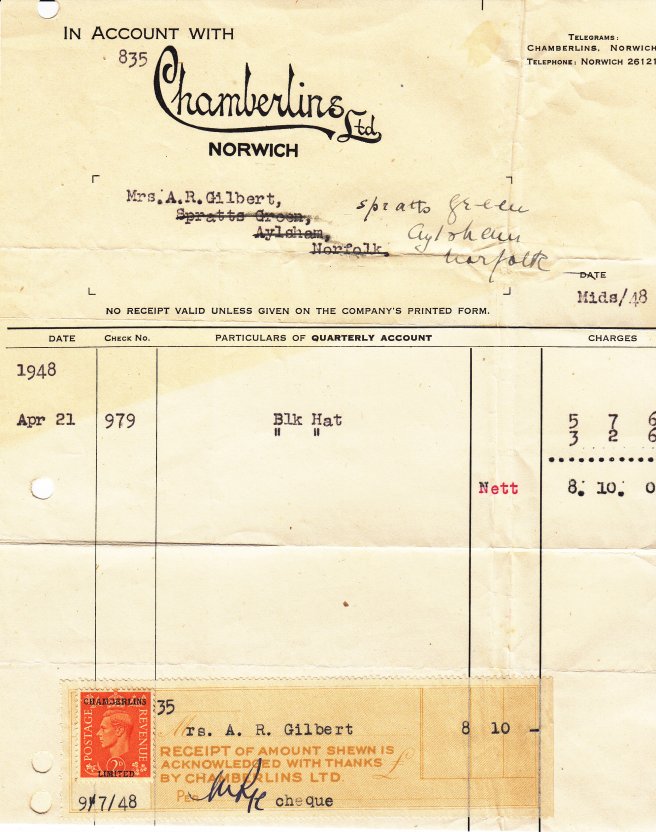 IN ACCOUNT WITH
835
Chamberlins Ltd
NORWICH
TELEGRAMS:
CHAMBERLINS, NORWICH
TELEPHONE: NORWICH 26121
Mrs. A.R.Gilbert,
Spratts Green,
Aylsham,
Norfolk.
spratts green
aylsham
norfolk
DATE
Mids/48
NO RECEIPT VALID UNLESS GIVEN ON THE COMPANY'S PRINTED FORM.
DATE CHECK No. PARTICULARS OF QUARTERLY ACCOUNT CHARGES
1948
Apr 21 979 Blk Hat 5 7 6
" " 3 2 6
Nett 8. 10. 0
CHAMBERLINS
POSTAGE REVENUE
2D
LIMITED
35
Mrs. A. R. Gilbert 8 10 -
RECEIPT OF AMOUNT SHEWN IS
ACKNOWLEDGED WITH THANKS
BY CHAMBERLINS LTD. £
PER cheque
9/7/48